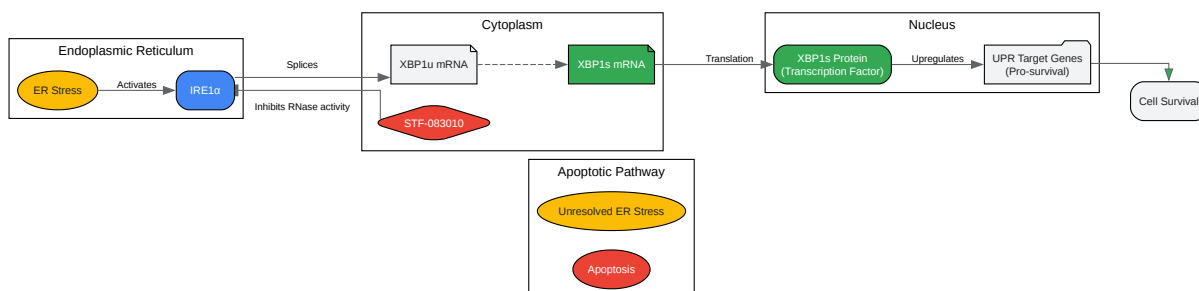 Endoplasmic Reticulum
ER Stress
Activates
IRE1α
Splices
Inhibits RNase activity
Cytoplasm
XBP1u mRNA
XBP1s mRNA
STF-083010
Translation
Nucleus
XBP1s Protein
(Transcription Factor)
Upregulates
UPR Target Genes
(Pro-survival)
Cell Survival
Apoptotic Pathway
Unresolved ER Stress
Apoptosis